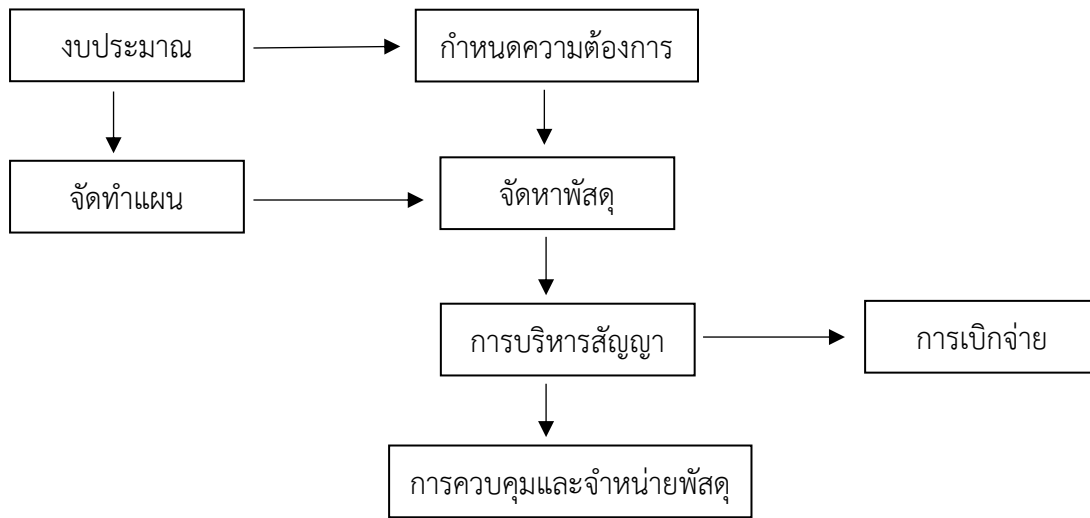 งบประมาณ
กำหนดความต้องการ
จัดทำแผน
จัดหาพัสดุ
การบริหารสัญญา
การเบิกจ่าย
การควบคุมและจำหน่ายพัสดุ